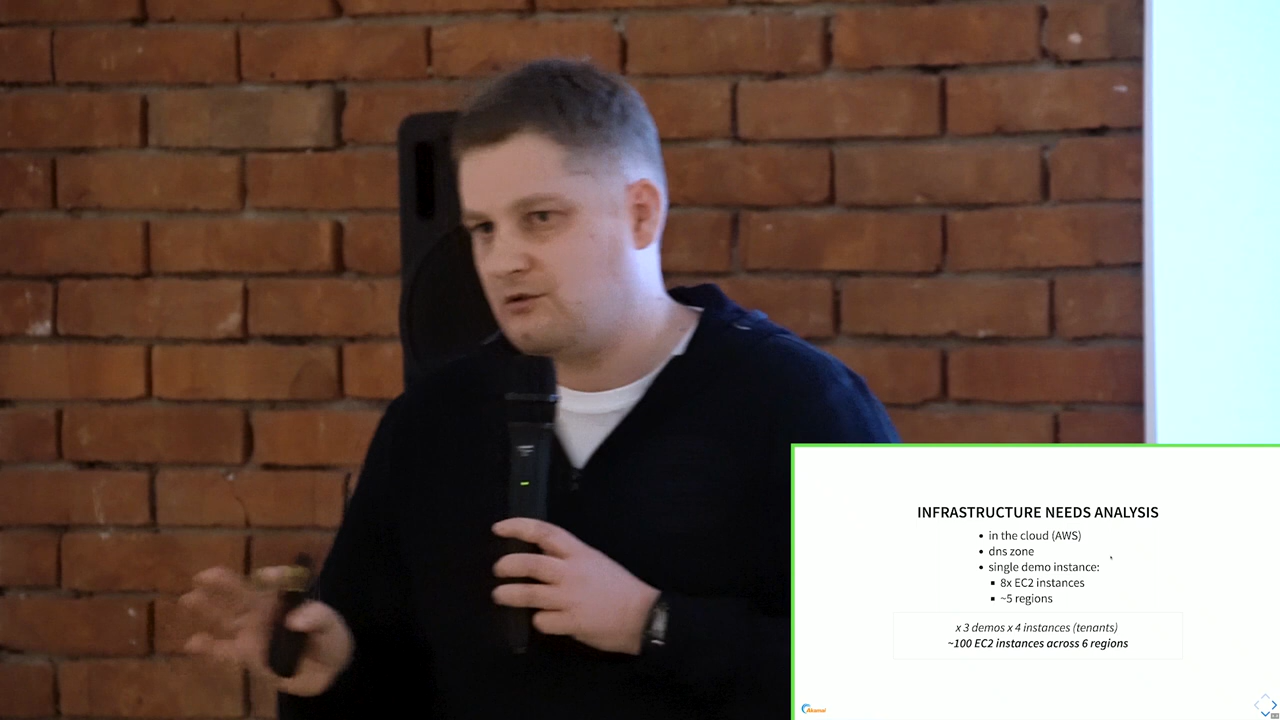 INFRASTRUCTURE NEEDS ANALYSIS
in the cloud (AWS)
dns zone
single demo instance:
8x EC2 instances
~5 regions
x 3 demos x 4 instances (tenants)
~100 EC2 instances across 6 regions
Akamai